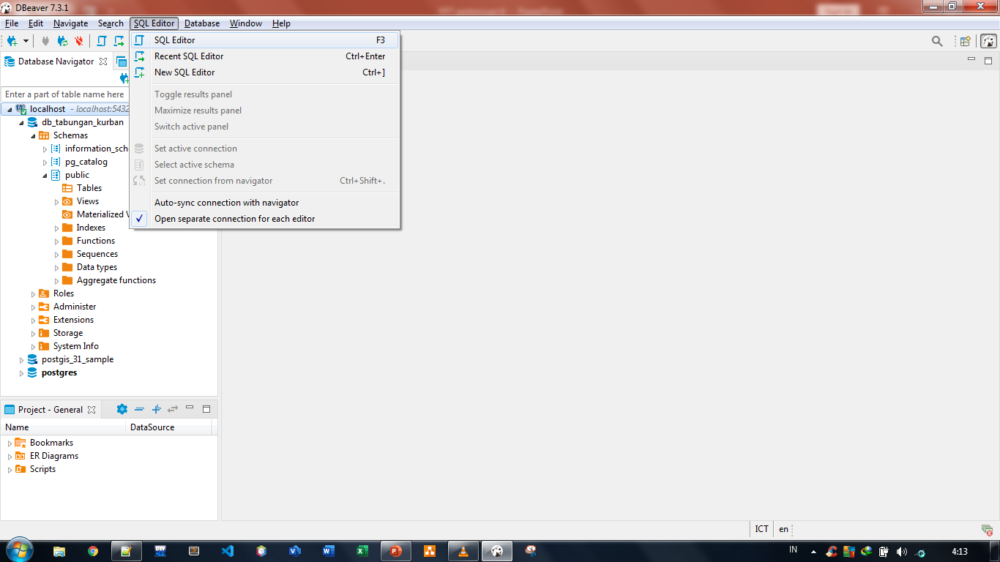 DBeaver 7.3.1
File Edit Navigate Search SQL Editor Database Window Help
SQL Editor F3
Recent SQL Editor Ctrl+Enter
New SQL Editor Ctrl+]
Toggle results panel
Maximize results panel
Switch active panel
Set active connection
Select active schema
Set connection from navigator Ctrl+Shift+.
Auto-sync connection with navigator
Open separate connection for each editor
Database Navigator
Enter a part of table name here
localhost - localhost:5432
db_tabungan_kurban
Schemas
information_sch
pg_catalog
public
Tables
Views
Materialized V
Indexes
Functions
Sequences
Data types
Aggregate functions
Roles
Administer
Extensions
Storage
System Info
postgis_31_sample
postgres
Project - General
Name DataSource
Bookmarks
ER Diagrams
Scripts
ICT en
IN 4:13